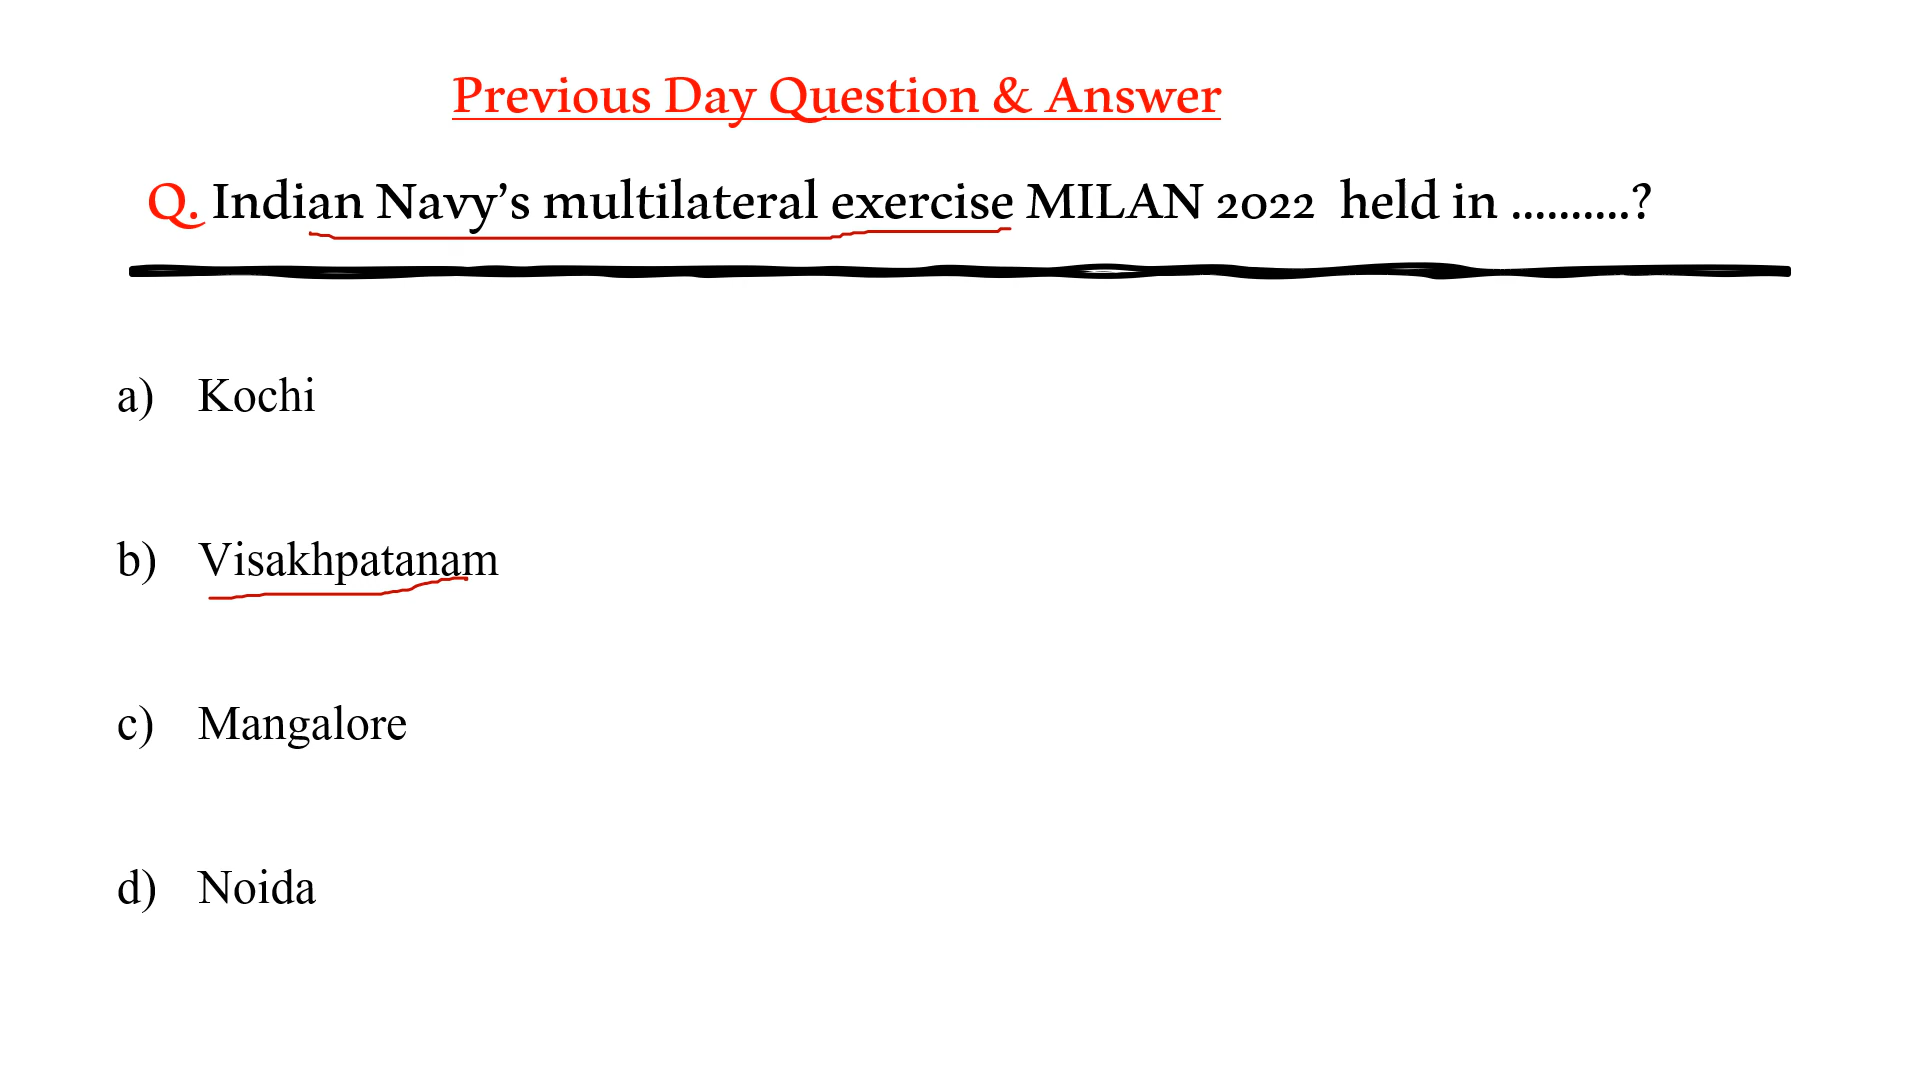 Previous Day Question & Answer
Q. Indian Navy’s multilateral exercise MILAN 2022 held in ..........?
a) Kochi
b) Visakhpatanam
c) Mangalore
d) Noida